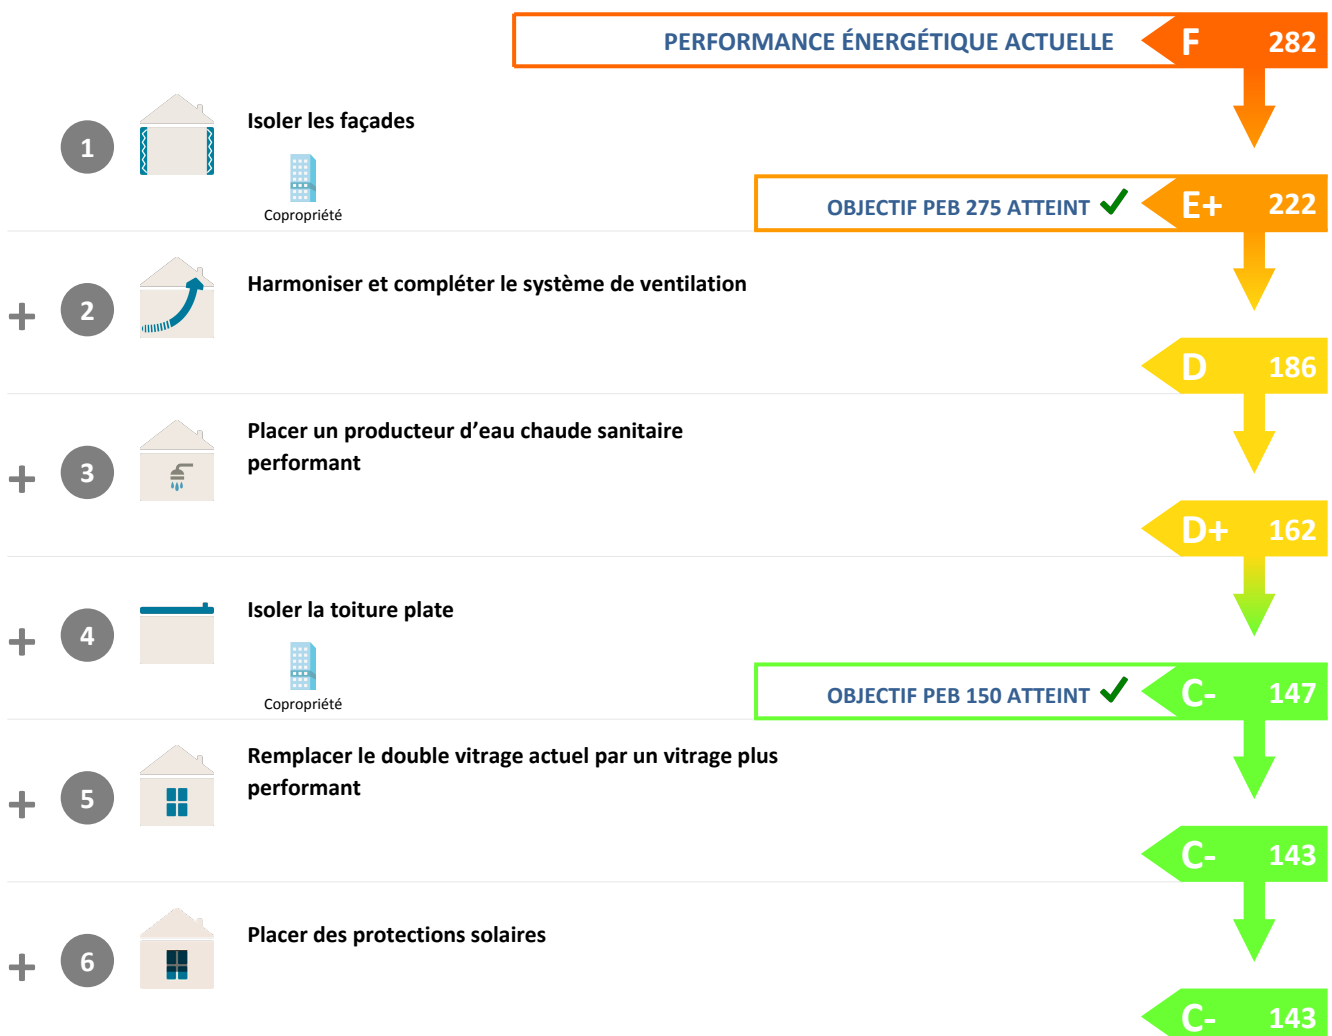 PERFORMANCE ÉNERGÉTIQUE ACTUELLE F 282
1 Isoler les façades
Copropriété
OBJECTIF PEB 275 ATTEINT E+ 222
+ 2 Harmoniser et compléter le système de ventilation
D 186
+ 3 Placer un producteur d’eau chaude sanitaire
performant
D+ 162
+ 4 Isoler la toiture plate
Copropriété
OBJECTIF PEB 150 ATTEINT C- 147
+ 5 Remplacer le double vitrage actuel par un vitrage plus
performant
C- 143
+ 6 Placer des protections solaires
C- 143